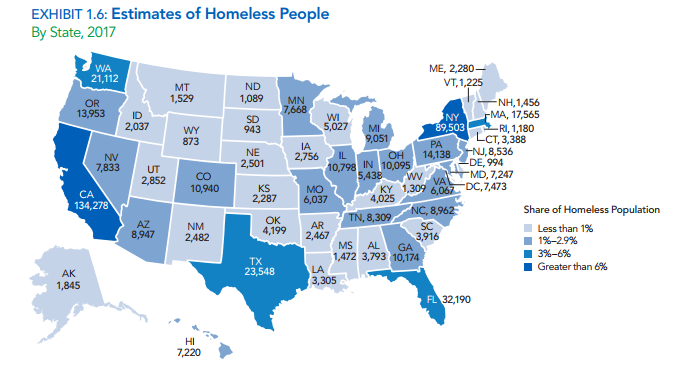 EXHIBIT 1.6: Estimates of Homeless People
By State, 2017
WA
21,112
OR
13,953
CA
134,278
NV
7,833
ID
2,037
MT
1,529
WY
873
UT
2,852
AZ
8,947
CO
10,940
NM
2,482
ND
1,089
SD
943
NE
2,501
KS
2,287
OK
4,199
TX
23,548
MN
7,668
IA
2,756
MO
6,037
AR
2,467
LA
3,305
WI
5,027
IL
10,798
MI
9,051
IN
5,438
OH
10,095
KY
4,025
TN, 8,309
MS
1,472
AL
3,793
GA
10,174
FL 32,190
SC
3,916
NC, 8,962
VA
6,067
WV
1,309
PA
14,138
NY
89,503
ME, 2,280
VT, 1,225
NH, 1,456
MA, 17,565
RI, 1,180
CT, 3,388
NJ, 8,536
DE, 994
MD, 7,247
DC, 7,473
AK
1,845
HI
7,220
Share of Homeless Population
Less than 1%
1%–2.9%
3%–6%
Greater than 6%